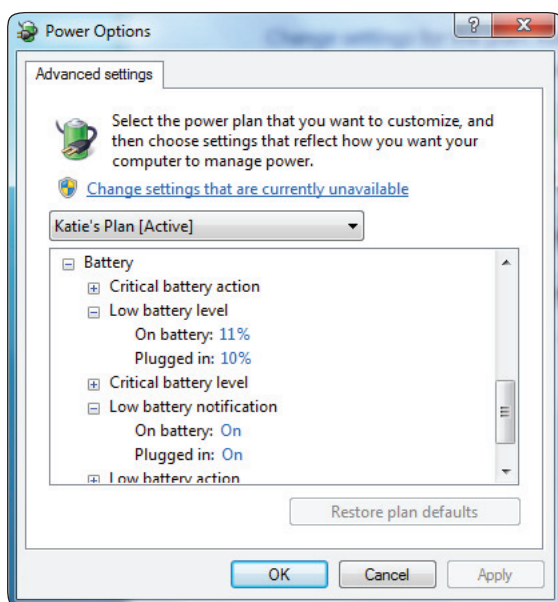 Power Options
Advanced settings
Select the power plan that you want to customize, and
then choose settings that reflect how you want your
computer to manage power.
Change settings that are currently unavailable
Katie's Plan [Active]
Battery
Critical battery action
Low battery level
On battery: 11%
Plugged in: 10%
Critical battery level
Low battery notification
On battery: On
Plugged in: On
Low battery action
Restore plan defaults
OK Cancel Apply